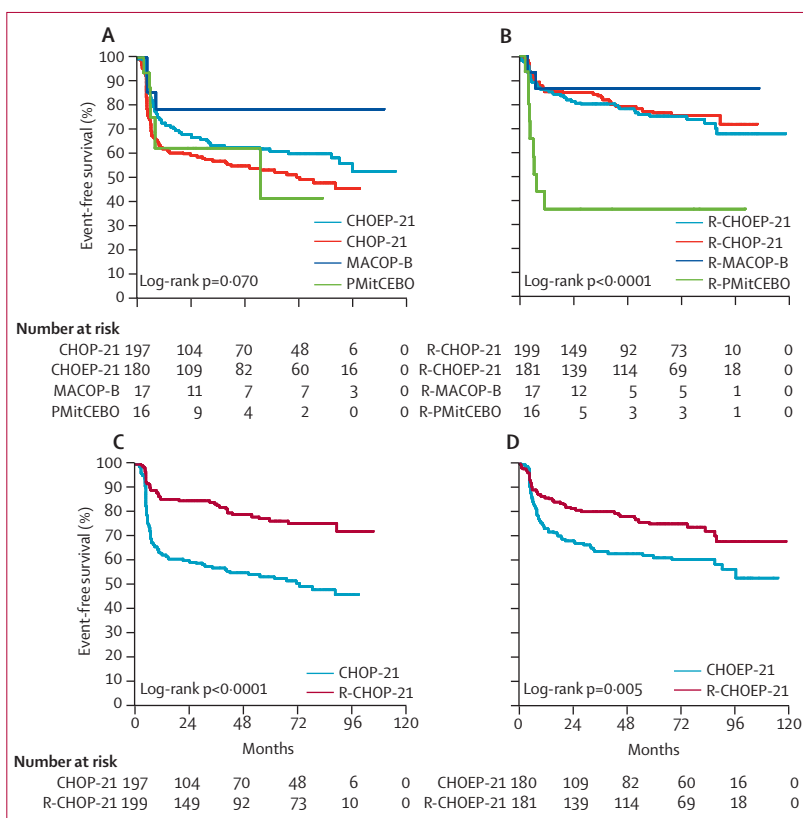 A
Event-free survival (%)
100
90
80
70
60
50
40
30
20
10
0
CHOEP-21
CHOP-21
MACOP-B
PMitCEBO
Log-rank p=0·070
B
R-CHOEP-21
R-CHOP-21
R-MACOP-B
R-PMitCEBO
Log-rank p<0·0001
Number at risk
CHOP-21 197 104 70 48 6 0 R-CHOP-21 199 149 92 73 10 0
CHOEP-21 180 109 82 60 16 0 R-CHOEP-21 181 139 114 69 18 0
MACOP-B 17 11 7 7 3 0 R-MACOP-B 17 12 5 5 1 0
PMitCEBO 16 9 4 2 0 0 R-PMitCEBO 16 5 3 3 1 0
C
Event-free survival (%)
100
90
80
70
60
50
40
30
20
10
0
CHOP-21
R-CHOP-21
Log-rank p<0·0001
0 24 48 72 96 120
Months
D
CHOEP-21
R-CHOEP-21
Log-rank p=0·005
0 24 48 72 96 120
Months
Number at risk
CHOP-21 197 104 70 48 6 0 CHOEP-21 180 109 82 60 16 0
R-CHOP-21 199 149 92 73 10 0 R-CHOEP-21 181 139 114 69 18 0